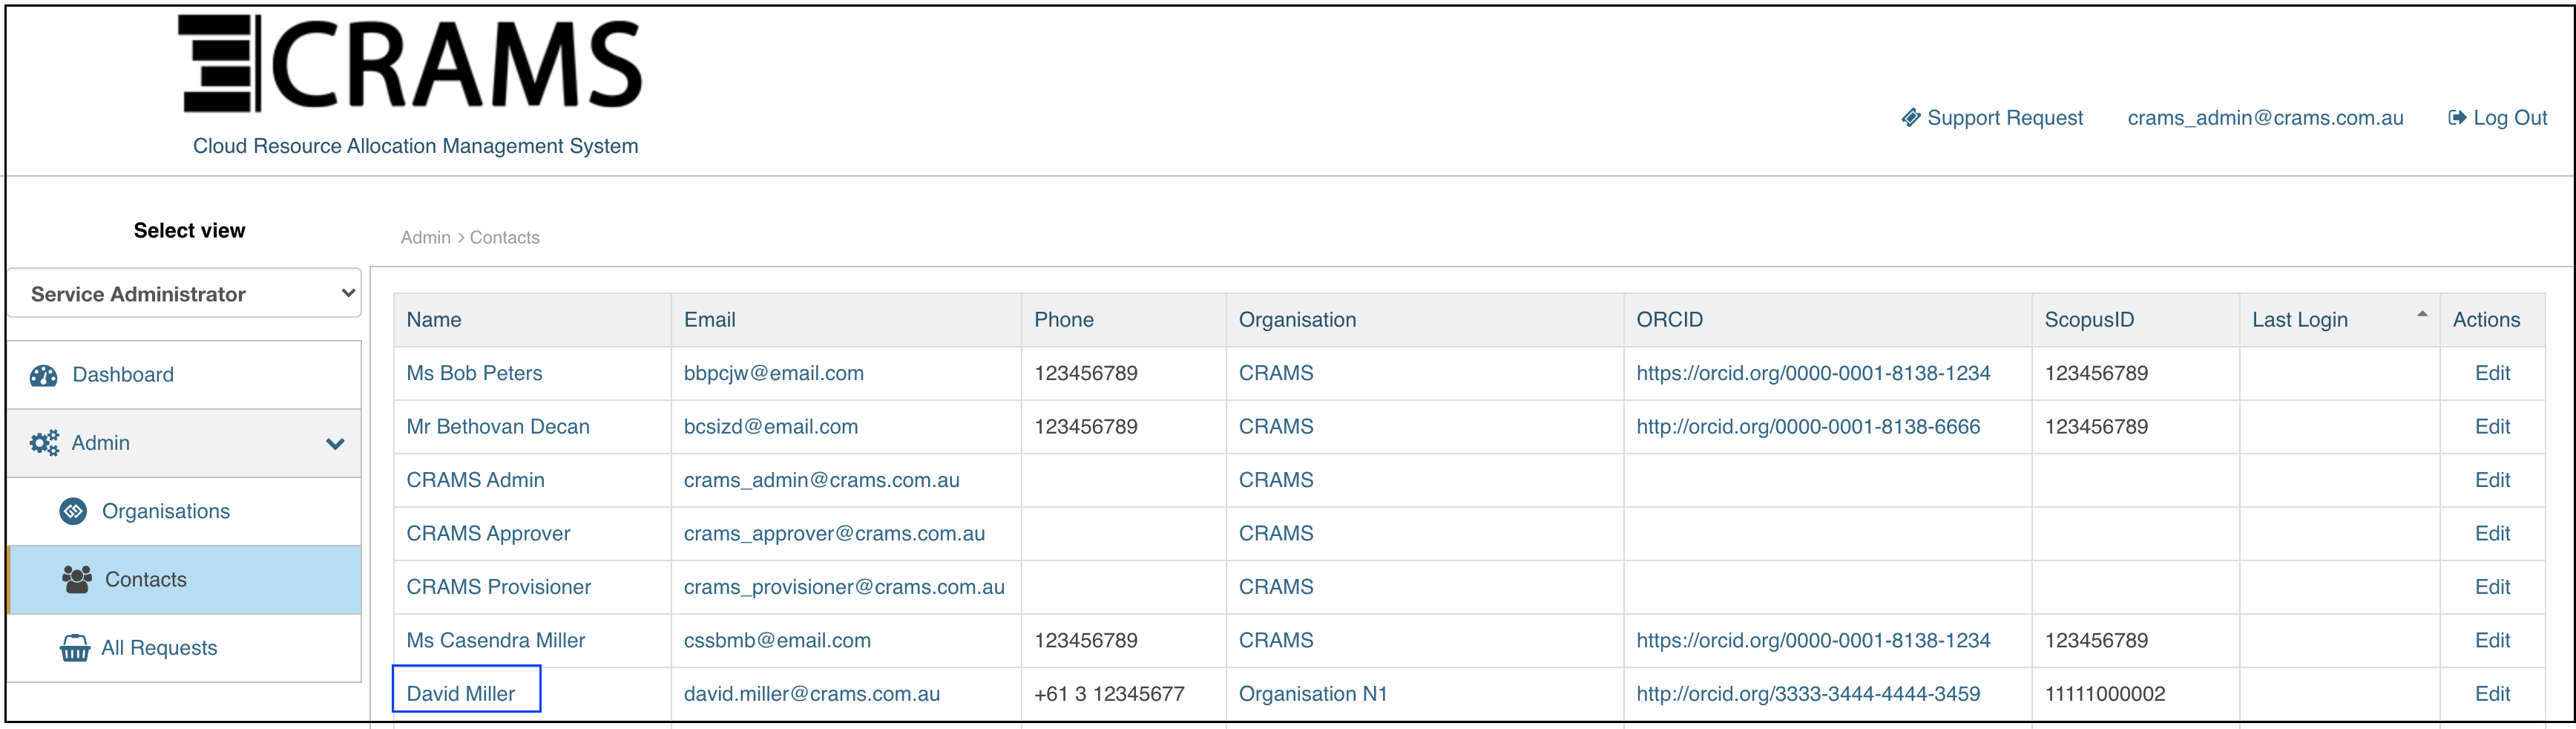 CRAMS
Cloud Resource Allocation Management System
Support Request crams_admin@crams.com.au Log Out
Select view
Admin > Contacts
Service Administrator
Dashboard
Admin
Organisations
Contacts
All Requests
Name Email Phone Organisation ORCID ScopusID Last Login Actions
Ms Bob Peters bbpcjw@email.com 123456789 CRAMS https://orcid.org/0000-0001-8138-1234 123456789 Edit
Mr Bethovan Decan bcsizd@email.com 123456789 CRAMS http://orcid.org/0000-0001-8138-6666 123456789 Edit
CRAMS Admin crams_admin@crams.com.au CRAMS Edit
CRAMS Approver crams_approver@crams.com.au CRAMS Edit
CRAMS Provisioner crams_provisioner@crams.com.au CRAMS Edit
Ms Casendra Miller cssbmb@email.com 123456789 CRAMS https://orcid.org/0000-0001-8138-1234 123456789 Edit
David Miller david.miller@crams.com.au +61 3 12345677 Organisation N1 http://orcid.org/3333-3444-4444-3459 11111000002 Edit